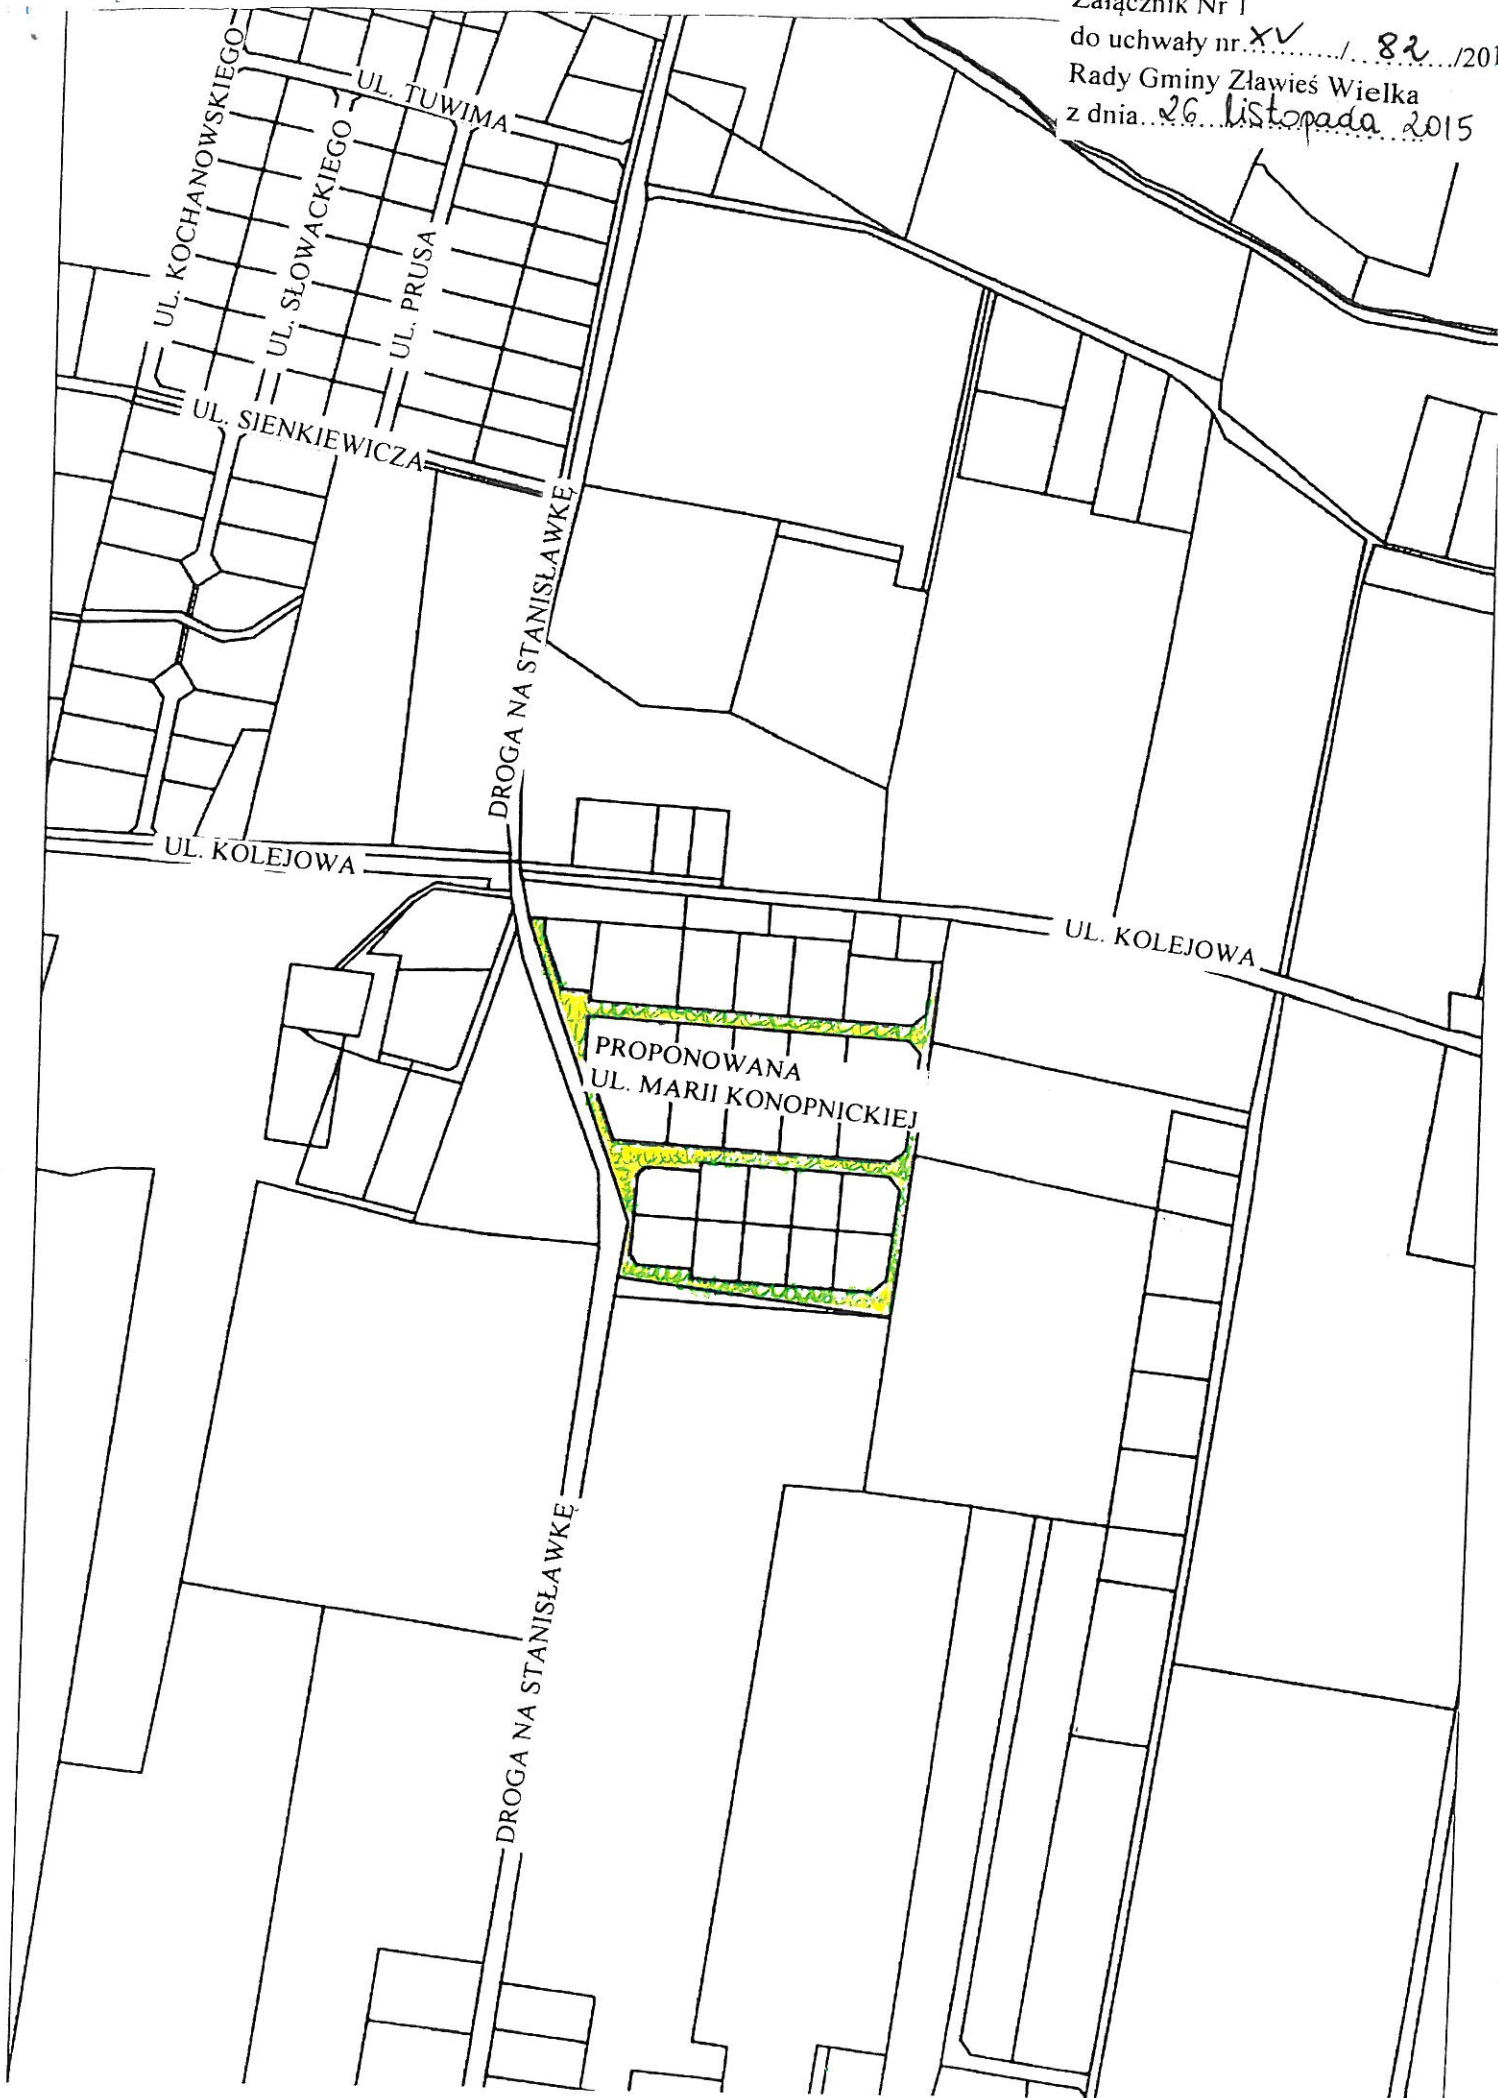 Załącznik Nr 1
do uchwały nr XV / 82 /201
Rady Gminy Zławieś Wielka
z dnia 26 listopada 2015
UL. KOCHANOWSKIEGO
UL. TUWIMA
UL. SŁOWACKIEGO
UL. PRUSA
UL. SIENKIEWICZA
DROGA NA STANISŁAWKĘ
UL. KOLEJOWA
UL. KOLEJOWA
PROPONOWANA
UL. MARII KONOPNICKIEJ
DROGA NA STANISŁAWKĘ